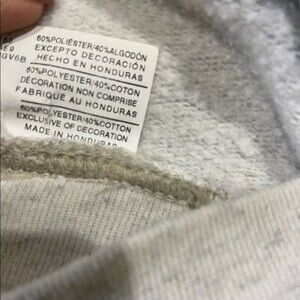 60%POLIÉSTER/40%ALGODÓN
EXCEPTO DECORACIÓN
HECHO EN HONDURAS
60%POLYESTER/40%COTON
DÉCORATION NON COMPRISE
FABRIQUÉ AU HONDURAS
60%POLYESTER/40%COTTON
EXCLUSIVE OF DECORATION
MADE IN HONDURAS